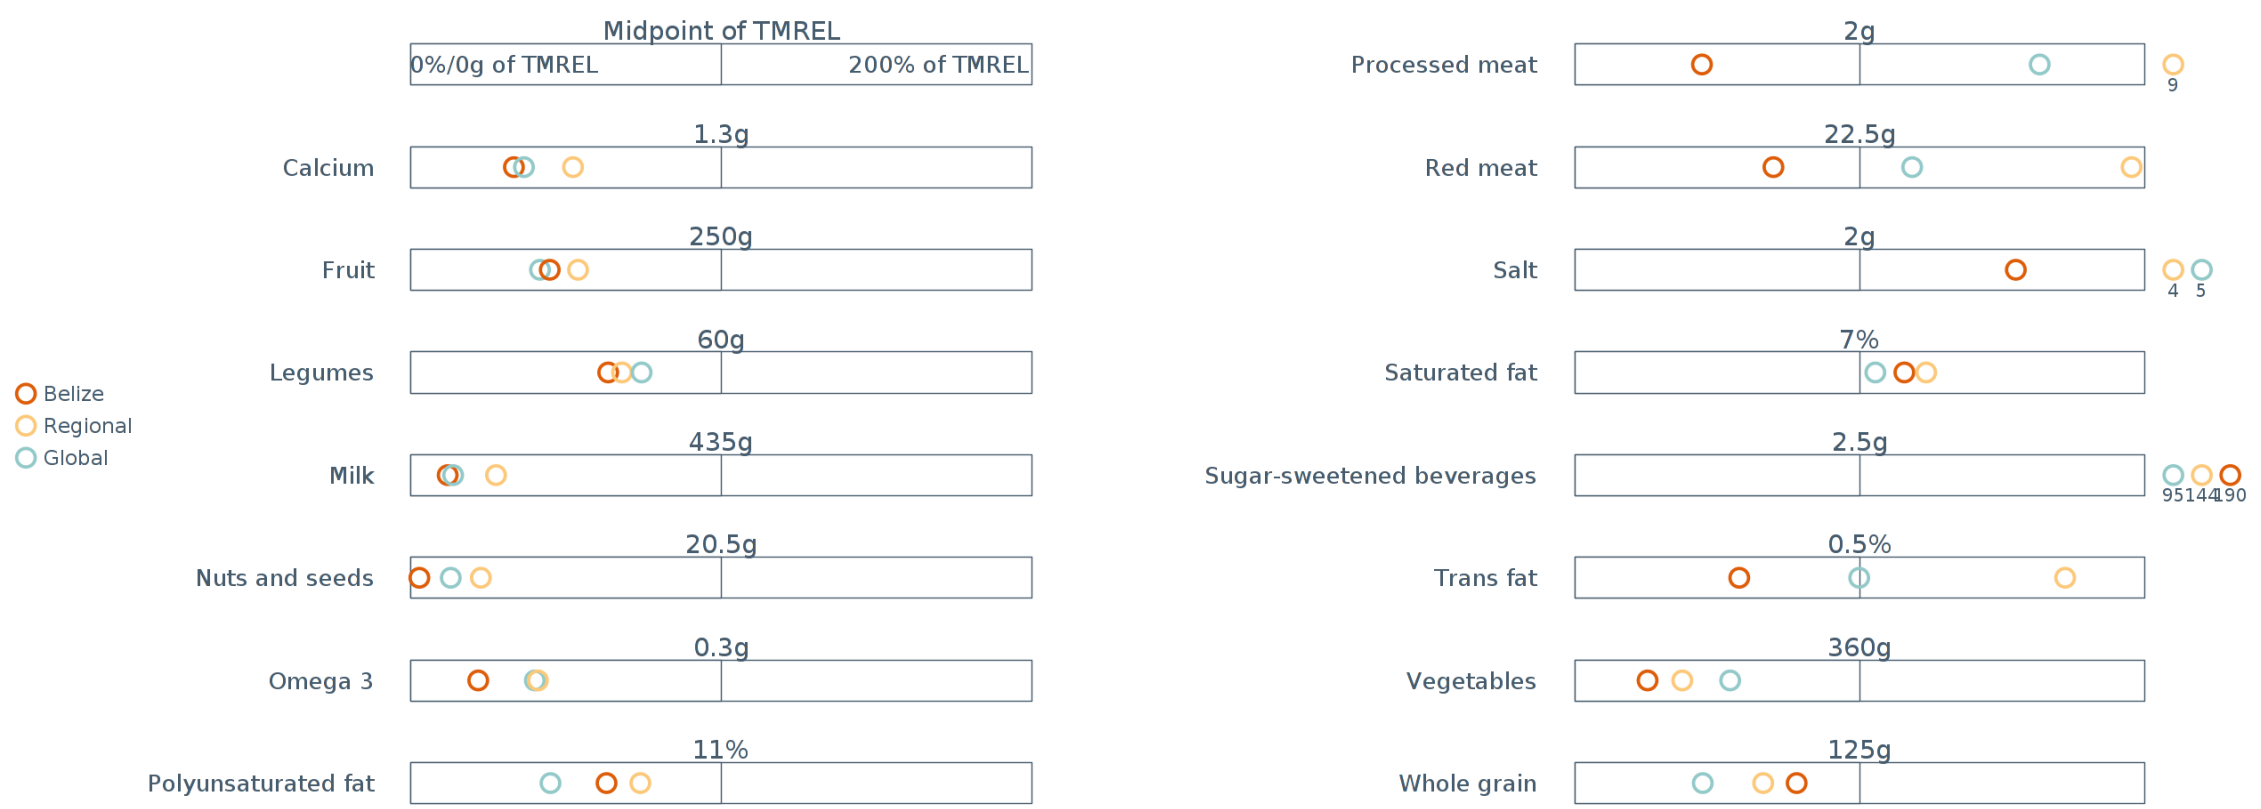 Midpoint of TMREL
0%/0g of TMREL
200% of TMREL
Calcium
1.3g
Fruit
250g
Legumes
60g
Milk
435g
Nuts and seeds
20.5g
Omega 3
0.3g
Polyunsaturated fat
11%
Belize
Regional
Global
Processed meat
2g
9
Red meat
22.5g
Salt
2g
4
5
Saturated fat
7%
Sugar-sweetened beverages
2.5g
95
144
190
Trans fat
0.5%
Vegetables
360g
Whole grain
125g